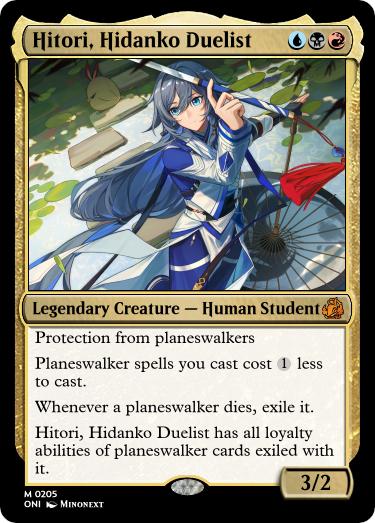 Hitori, Hidanko Duelist
Legendary Creature — Human Student
Protection from planeswalkers
Planeswalker spells you cast cost 1 less
to cast.
Whenever a planeswalker dies, exile it.
Hitori, Hidanko Duelist has all loyalty
abilities of planeswalker cards exiled with
it.
3/2
M 0205
ONI Minonext